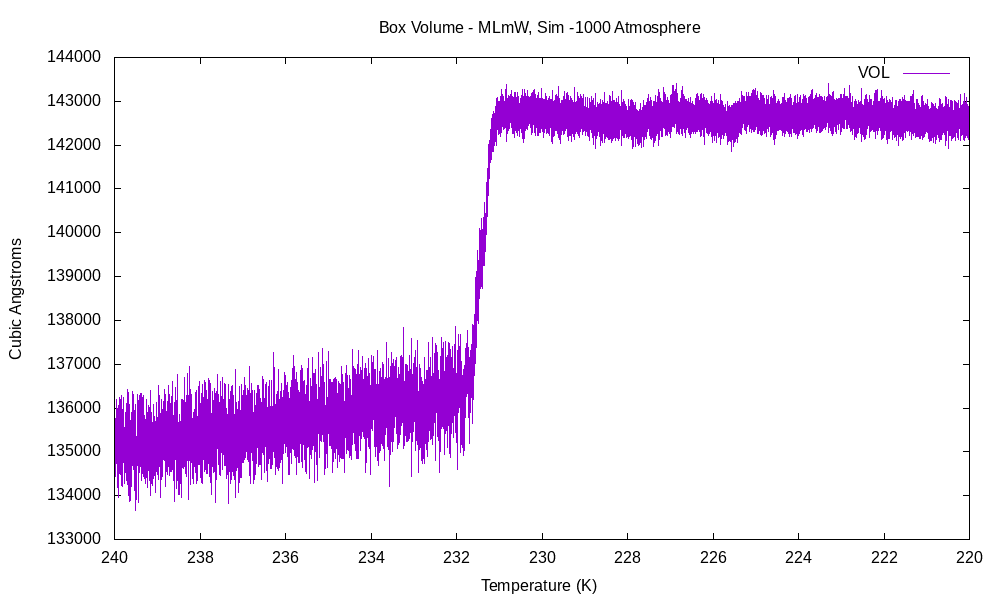 Box Volume - MLmW, Sim -1000 Atmosphere
VOL
144000
143000
142000
141000
140000
139000
138000
137000
136000
135000
134000
133000
Cubic Angstroms
240 238 236 234 232 230 228 226 224 222 220
Temperature (K)